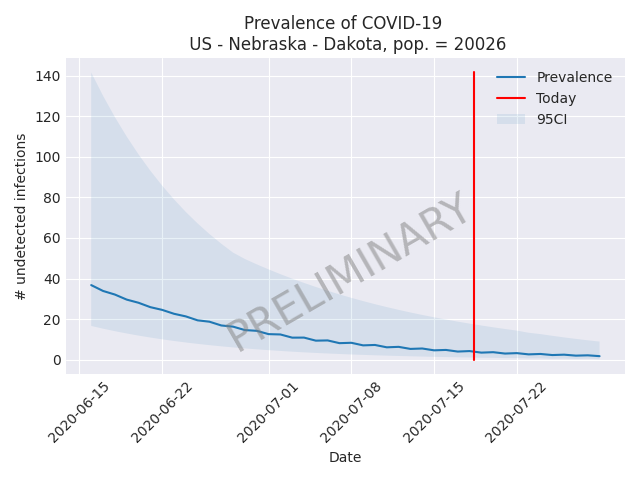 Prevalence of COVID-19
US - Nebraska - Dakota, pop. = 20026
140
120
100
80
60
40
20
0
# undetected infections
Prevalence
Today
95CI
PRELIMINARY
2020-06-15
2020-06-22
2020-07-01
2020-07-08
2020-07-15
2020-07-22
Date